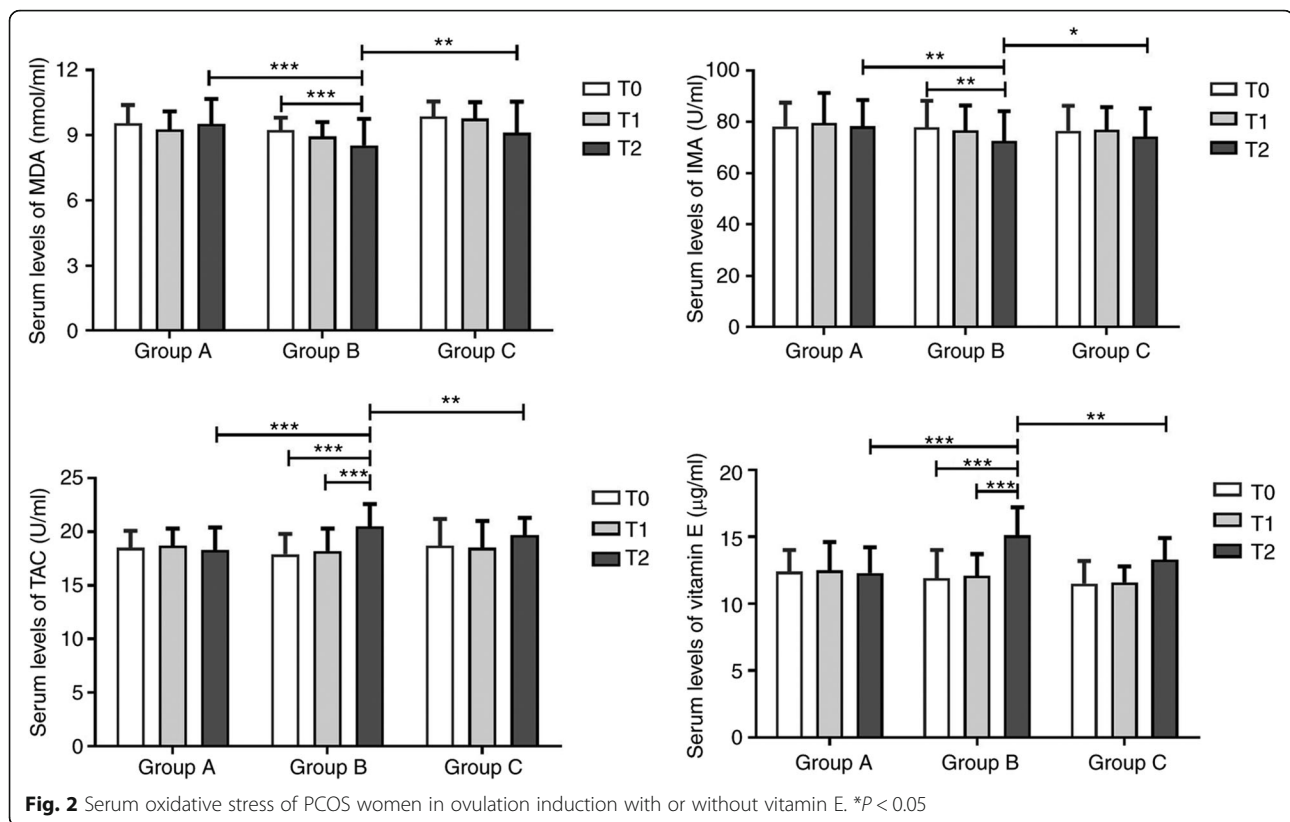 **
***
***
12
9
6
3
0
Serum levels of MDA (nmol/ml)
Group A
Group B
Group C
T0
T1
T2
*
**
**
100
80
60
40
20
0
Serum levels of IMA (U/ml)
Group A
Group B
Group C
T0
T1
T2
**
***
***
***
25
20
15
10
5
0
Serum levels of TAC (U/ml)
Group A
Group B
Group C
T0
T1
T2
**
***
***
***
20
15
10
5
0
Serum levels of vitamin E (μg/ml)
Group A
Group B
Group C
T0
T1
T2
Fig. 2 Serum oxidative stress of PCOS women in ovulation induction with or without vitamin E. *P < 0.05